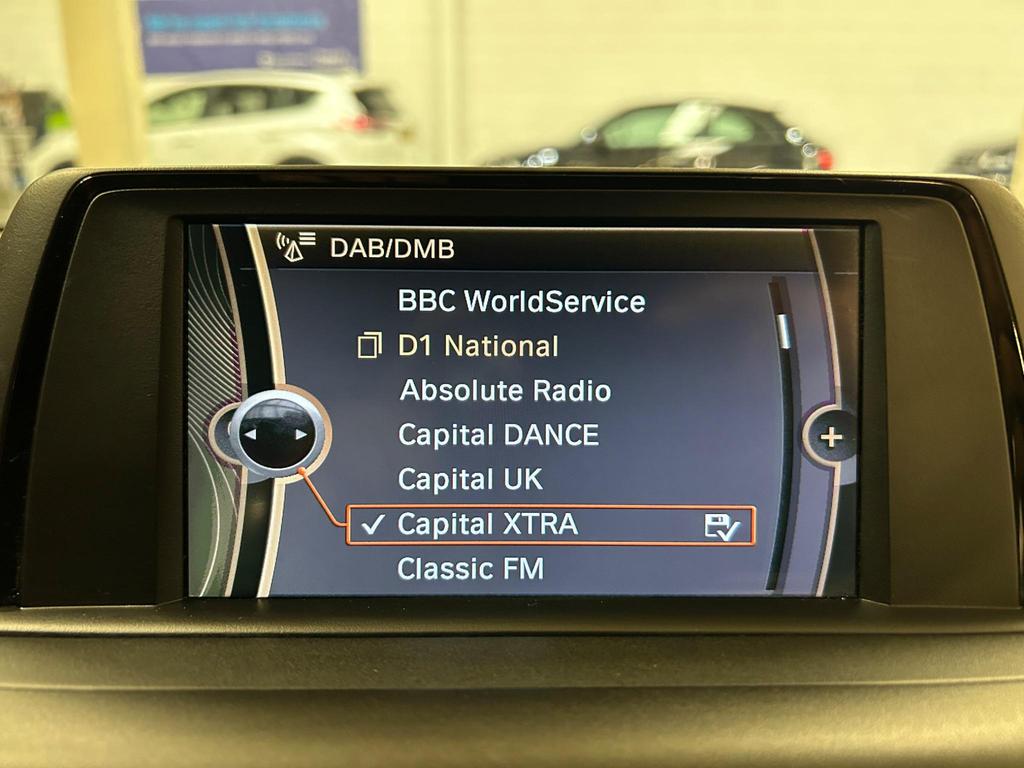 DAB/DMB
BBC WorldService
D1 National
Absolute Radio
Capital DANCE
Capital UK
Capital XTRA
Classic FM